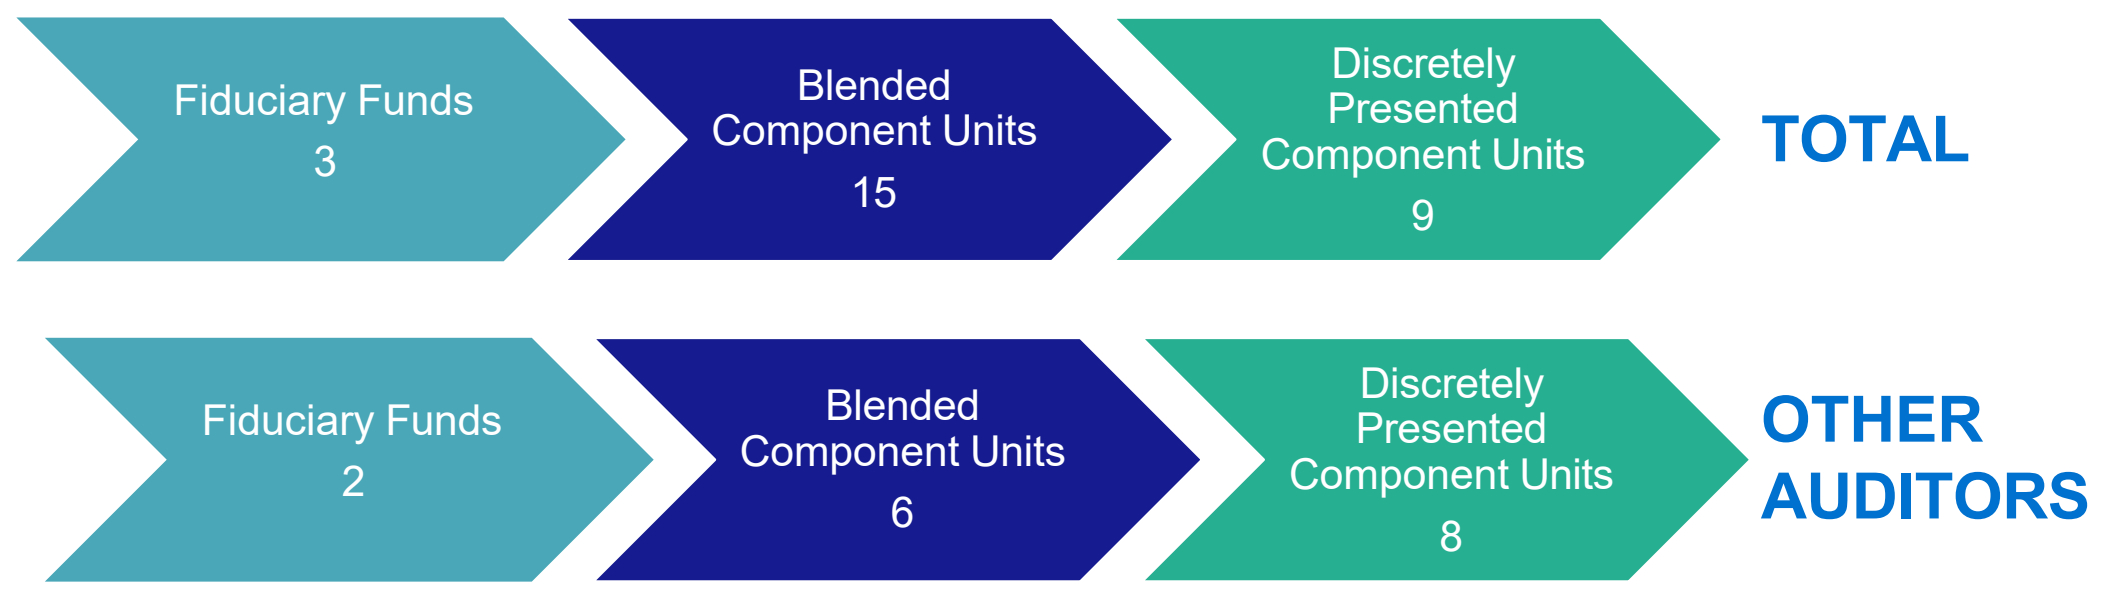 Fiduciary Funds
3
Blended
Component Units
15
Discretely
Presented
Component Units
9
TOTAL
Fiduciary Funds
2
Blended
Component Units
6
Discretely
Presented
Component Units
8
OTHER
AUDITORS